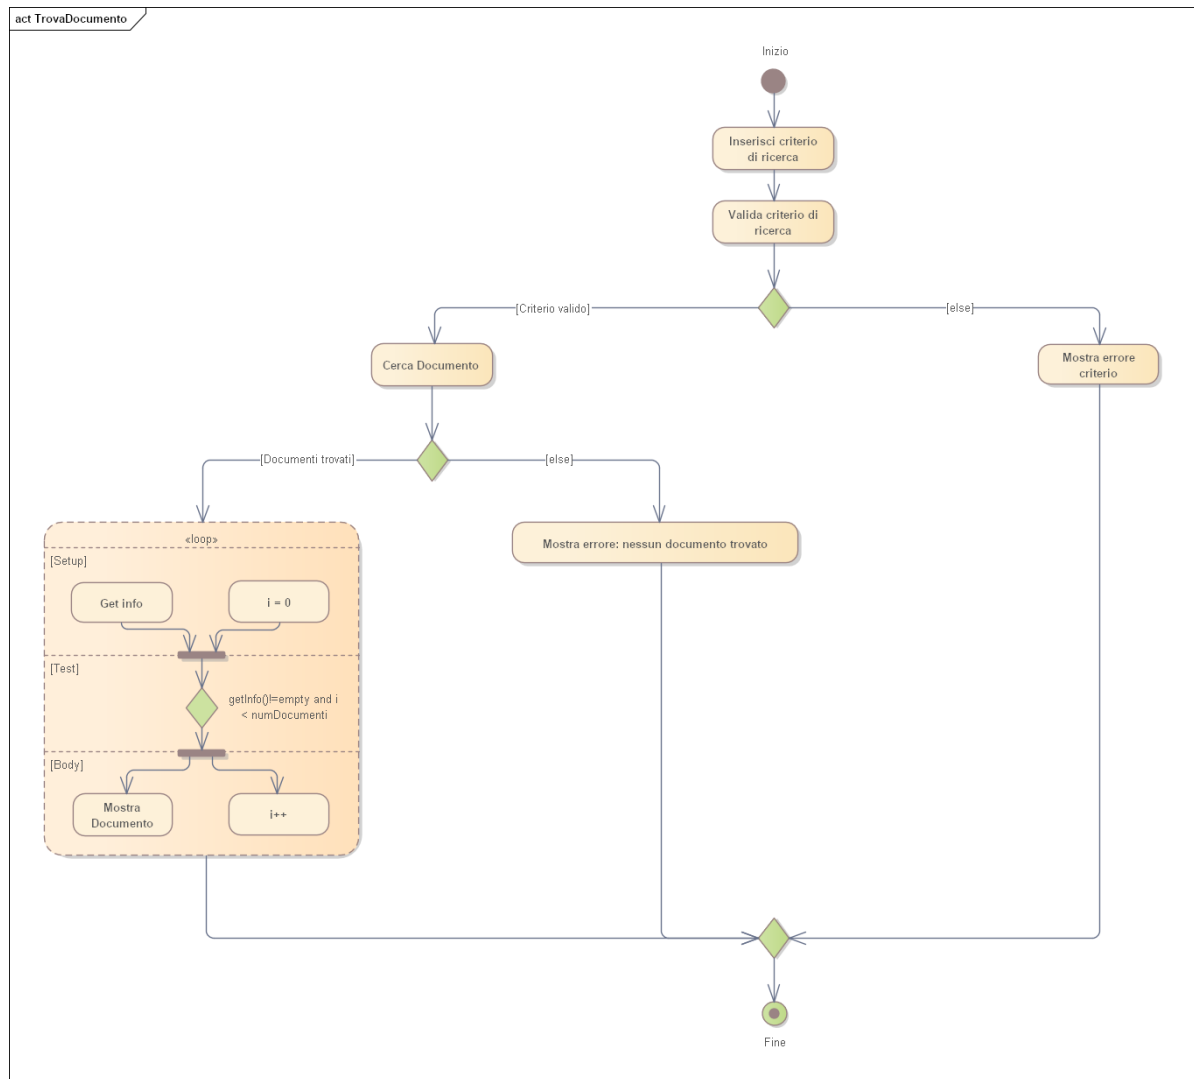 act TrovaDocumento
Inizio
Inserisci criterio
di ricerca
Valida criterio di
ricerca
[Criterio valido]
[else]
Cerca Documento
Mostra errore
criterio
[Documenti trovati]
[else]
«loop»
[Setup]
Get info
i = 0
Mostra errore: nessun documento trovato
[Test]
getInfo()!=empty and i
< numDocumenti
[Body]
Mostra
Documento
i++
Fine